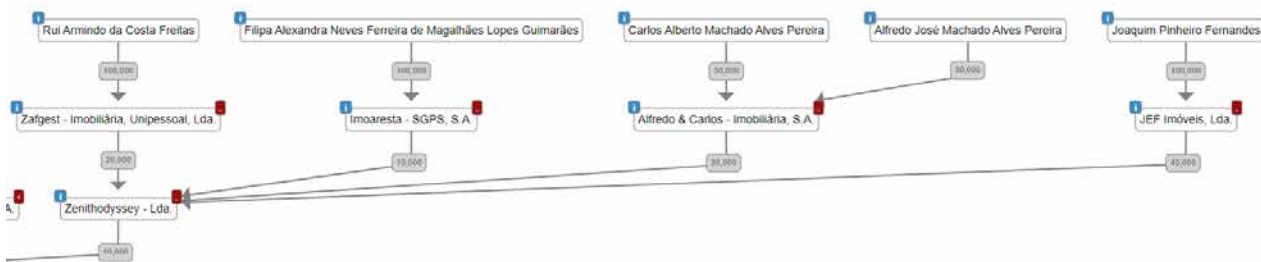 Rui Armindo da Costa Freitas
Filipa Alexandra Neves Ferreira de Magalhães Lopes Guimarães
Carlos Alberto Machado Alves Pereira
Alfredo José Machado Alves Pereira
Joaquim Pinheiro Fernandes
100,000
100,000
50,000
50,000
100,000
Zafgest - Imobiliária, Unipessoal, Lda.
Imoaresta - SGPS, S.A.
Alfredo & Carlos - Imobiliária, S.A.
JEF Imóveis, Lda.
20,000
10,000
40,000
A.
Zenithodyssey - Lda.